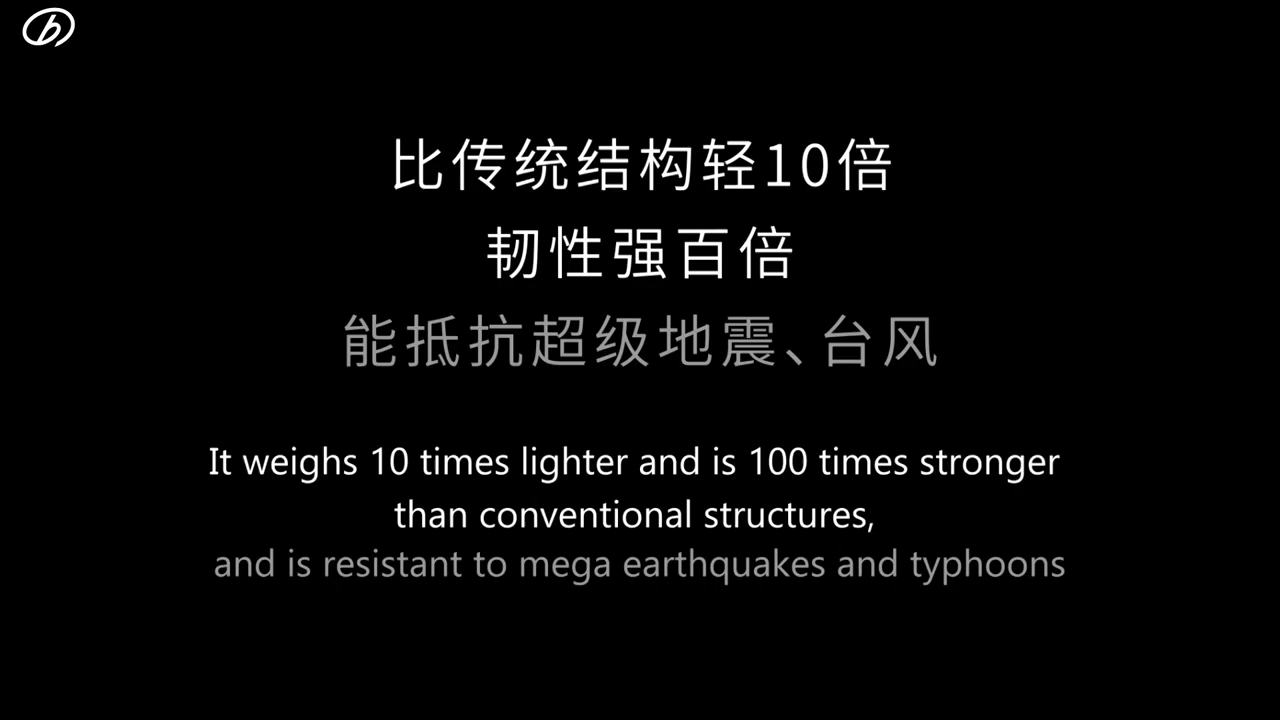 比传统结构轻10倍
韧性强百倍
能抵抗超级地震、台风
It weighs 10 times lighter and is 100 times stronger
than conventional structures,
and is resistant to mega earthquakes and typhoons